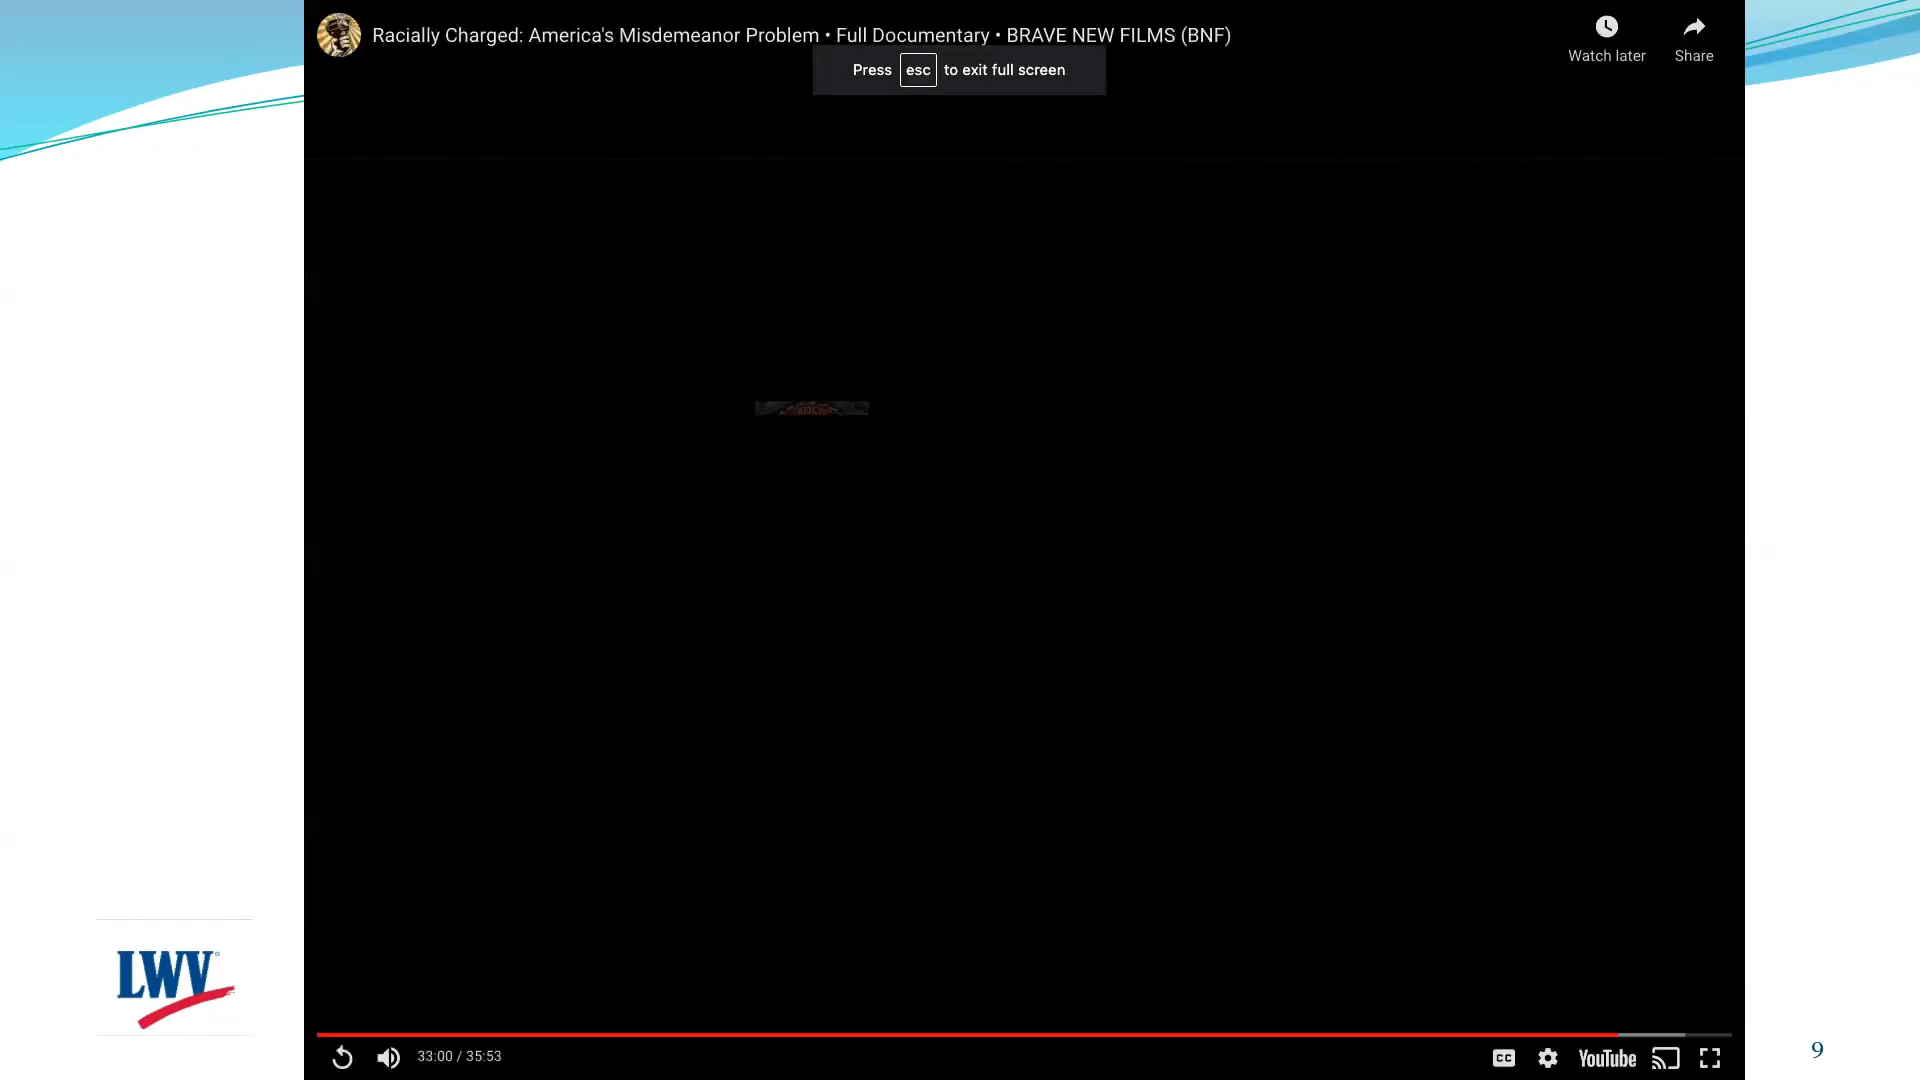 Racially Charged: America's Misdemeanor Problem • Full Documentary • BRAVE NEW FILMS (BNF)
Watch later
Share
Press esc to exit full screen
LWV
33:00 / 35:53
CC
YouTube
9